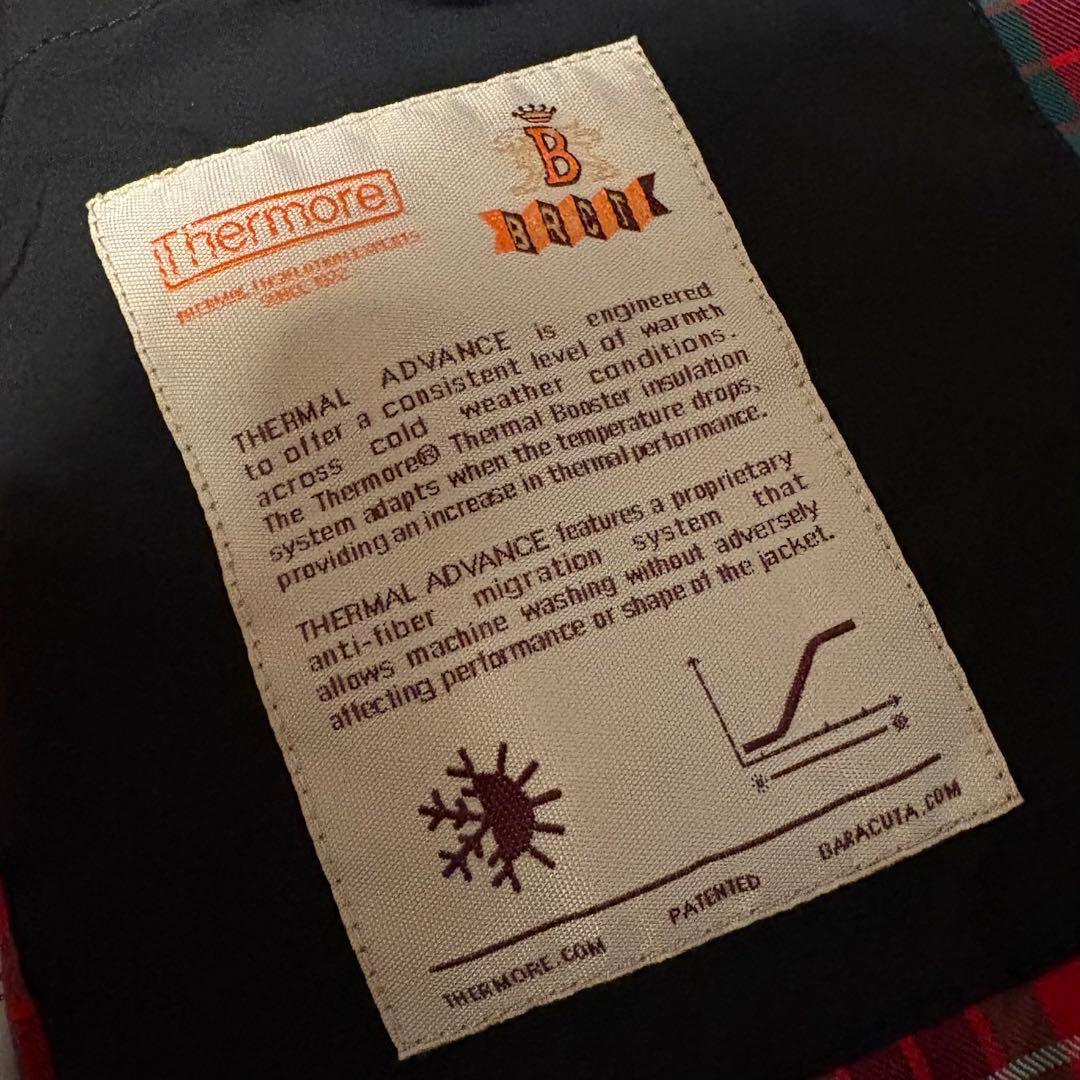 Thermore
THERMAL INSULATION EXPERTS
SINCE 1972
B
BRCT
THERMAL ADVANCE is engineered
to offer a consistent level of warmth
across cold weather conditions.
The Thermore® Thermal Booster insulation
system adapts when the temperature drops,
providing an increase in thermal performance.
THERMAL ADVANCE features a proprietary
anti-fiber migration system that
allows machine washing without adversely
affecting performance or shape of the jacket.
THERMORE.COM PATENTED BARACUTA.COM